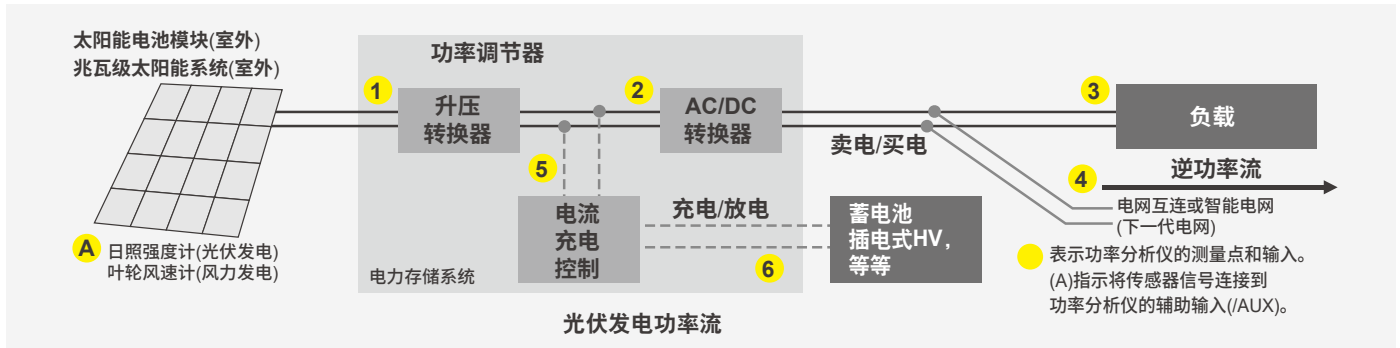 太阳能电池模块(室外)
兆瓦级太阳能系统(室外)
功率调节器
1
升压
转换器
2
AC/DC
转换器
3
负载
卖电/买电
逆功率流
4
电网互连或智能电网
(下一代电网)
5
电流
充电
控制
充电/放电
蓄电池
插电式HV，
等等
6
A
日照强度计(光伏发电)
叶轮风速计(风力发电)
电力存储系统
表示功率分析仪的测量点和输入。
(A)指示将传感器信号连接到
功率分析仪的辅助输入(/AUX)。
光伏发电功率流